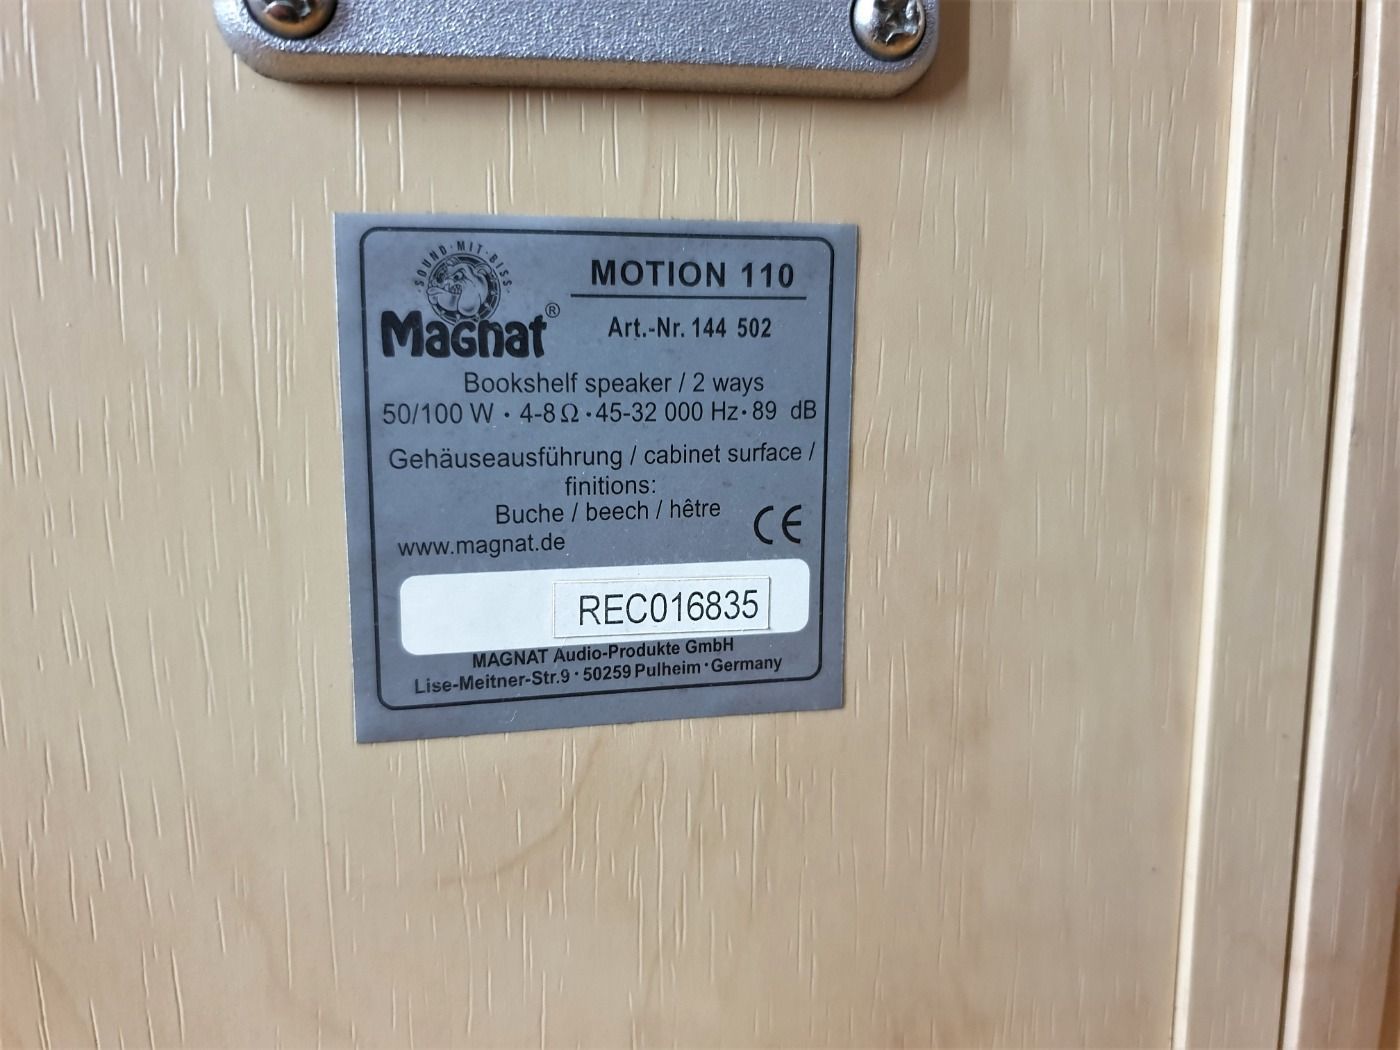 SOUND·MIT·BISS
MOTION 110
Magnat®
Art.-Nr. 144 502
Bookshelf speaker / 2 ways
50/100 W · 4-8 Ω · 45-32 000 Hz · 89 dB
Gehäuseausführung / cabinet surface /
finitions:
Buche / beech / hêtre
CE
www.magnat.de
REC016835
MAGNAT Audio-Produkte GmbH
Lise-Meitner-Str.9 · 50259 Pulheim · Germany